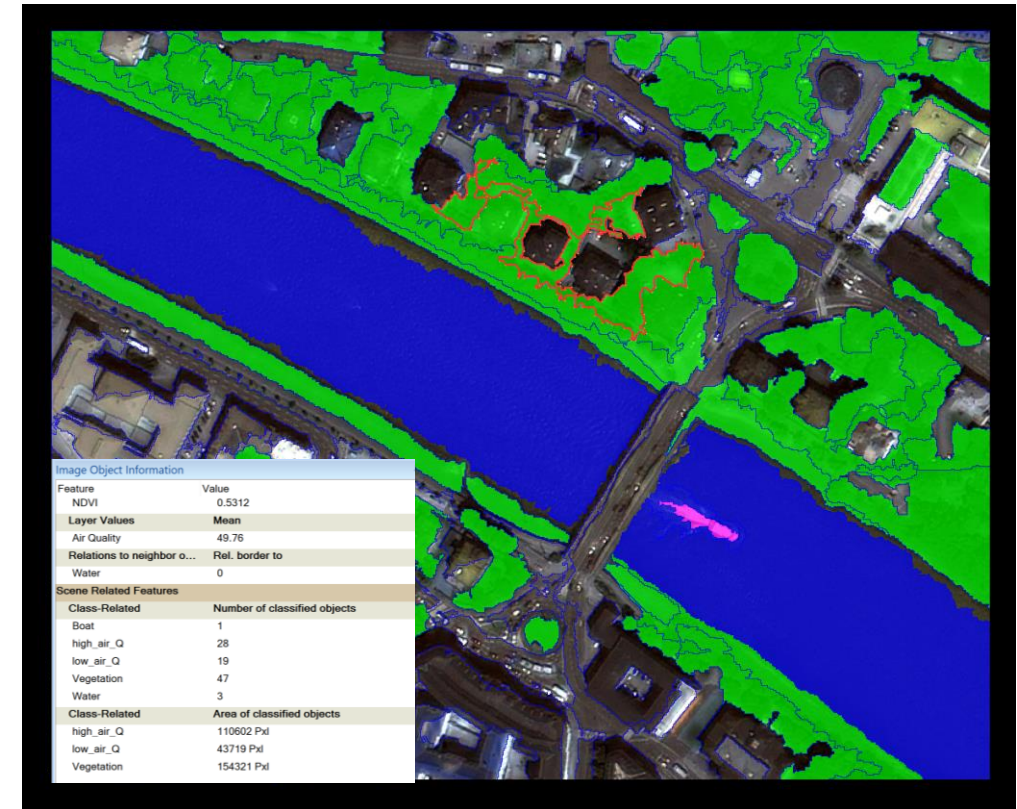 Image Object Information
Feature Value
NDVI 0.5312
Layer Values Mean
Air Quality 49.76
Relations to neighbor o... Rel. border to
Water 0
Scene Related Features
Class-Related Number of classified objects
Boat 1
high_air_Q 28
low_air_Q 19
Vegetation 47
Water 3
Class-Related Area of classified objects
high_air_Q 110602 Pxl
low_air_Q 43719 Pxl
Vegetation 154321 Pxl